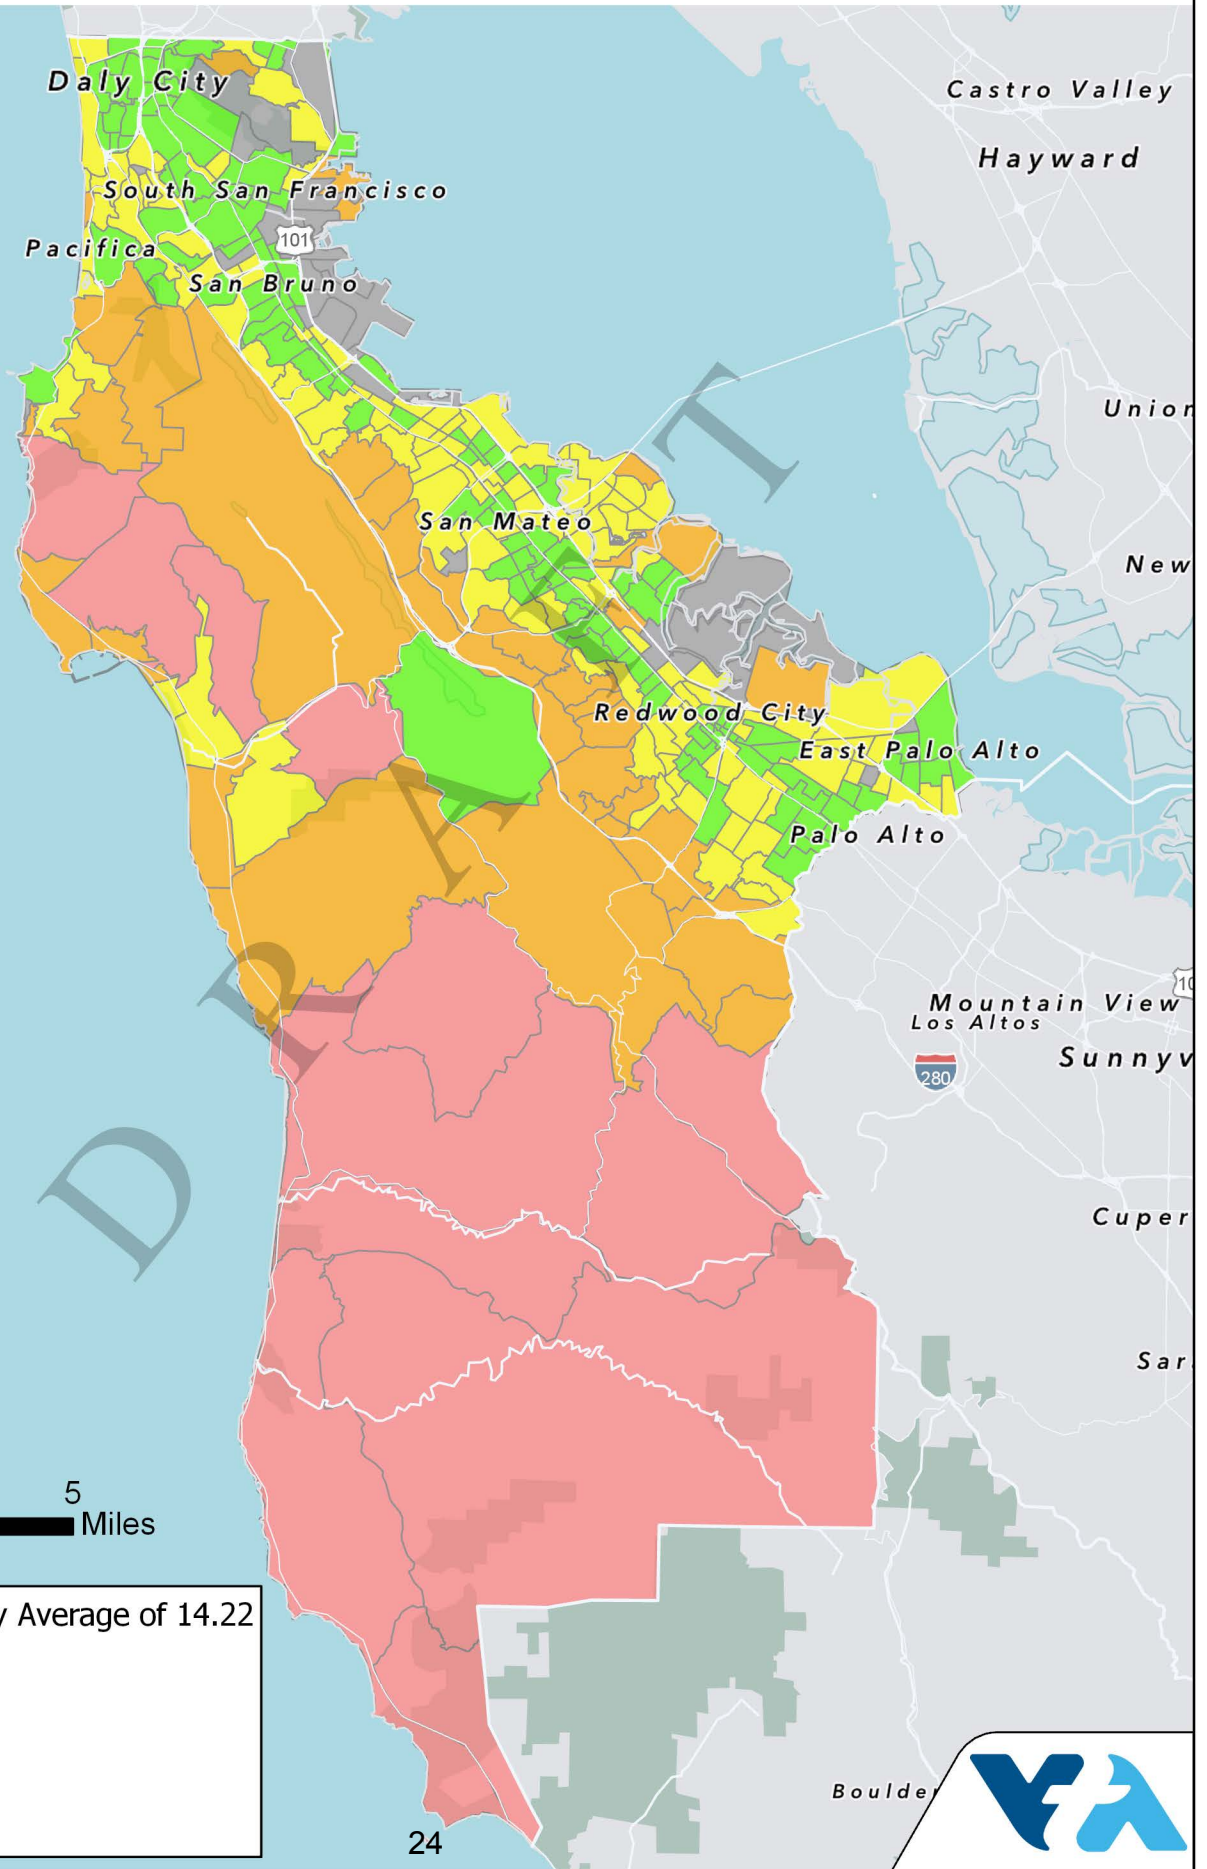 Daly City
Castro Valley
Hayward
South San Francisco
101
Pacifica
San Bruno
Union
San Mateo
New
Redwood City
East Palo Alto
Palo Alto
Mountain View
Los Altos
Sunnyv
280
Cuper
Sar
5
Miles
y Average of 14.22
Boulder
24
VTA
DRAFT